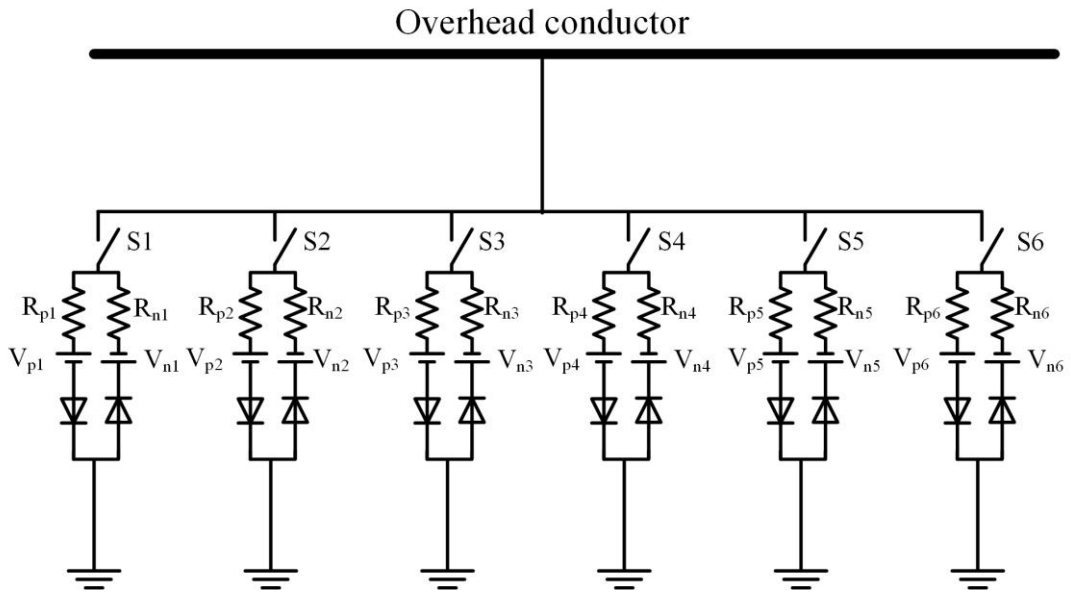 Overhead conductor
S1 S2 S3 S4 S5 S6
Rp1 Rn1 Rp2 Rn2 Rp3 Rn3 Rp4 Rn4 Rp5 Rn5 Rp6 Rn6
Vp1 Vn1 Vp2 Vn2 Vp3 Vn3 Vp4 Vn4 Vp5 Vn5 Vp6 Vn6